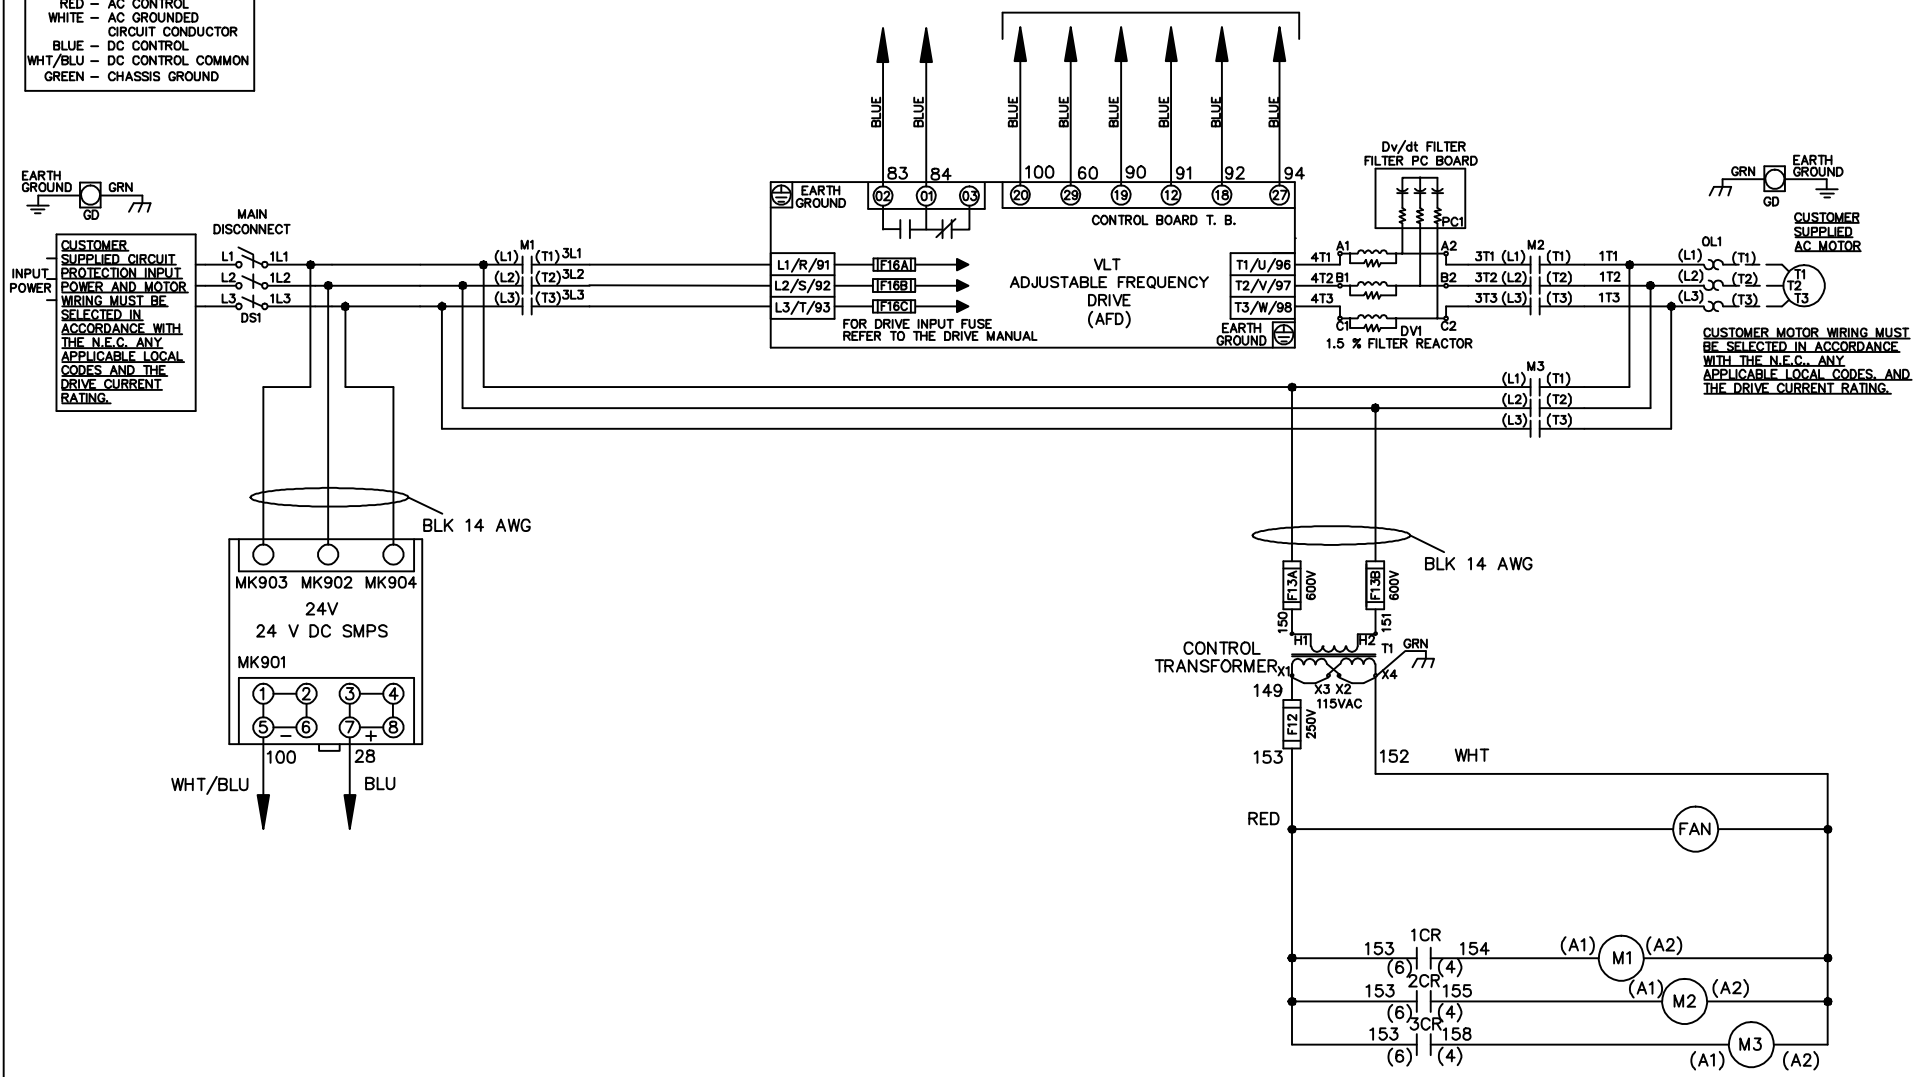 RED – AC CONTROL
WHITE – AC GROUNDED
CIRCUIT CONDUCTOR
BLUE – DC CONTROL
WHT/BLU – DC CONTROL COMMON
GREEN – CHASSIS GROUND
BLUE
BLUE
BLUE
BLUE
BLUE
BLUE
BLUE
BLUE
83
84
100
60
90
91
92
94
EARTH
GROUND
02
01
03
20
29
19
12
18
27
CONTROL BOARD T. B.
EARTH
GROUND
GRN
GD
MAIN
DISCONNECT
INPUT
POWER
CUSTOMER
SUPPLIED CIRCUIT
PROTECTION INPUT
POWER AND MOTOR
WIRING MUST BE
SELECTED IN
ACCORDANCE WITH
THE N.E.C. ANY
APPLICABLE LOCAL
CODES AND THE
DRIVE CURRENT
RATING.
L1
1L1
L2
1L2
L3
1L3
DS1
M1
(L1)
(T1)
3L1
(L2)
(T2)
3L2
(L3)
(T3)
3L3
L1/R/91
F16A
L2/S/92
F16B
L3/T/93
F16C
FOR DRIVE INPUT FUSE
REFER TO THE DRIVE MANUAL
VLT
ADJUSTABLE FREQUENCY
DRIVE
(AFD)
T1/U/96
T2/V/97
T3/W/98
EARTH
GROUND
Dv/dt FILTER
FILTER PC BOARD
PC1
4T1
A1
A2
4T2
B1
B2
4T3
C1
C2
DV1
1.5 % FILTER REACTOR
M2
3T1
(L1)
(T1)
1T1
3T2
(L2)
(T2)
1T2
3T3
(L3)
(T3)
1T3
OL1
(L1)
(T1)
(L2)
(T2)
(L3)
(T3)
T1
T2
T3
GRN
GD
EARTH
GROUND
CUSTOMER
SUPPLIED
AC MOTOR
CUSTOMER MOTOR WIRING MUST
BE SELECTED IN ACCORDANCE
WITH THE N.E.C., ANY
APPLICABLE LOCAL CODES, AND
THE DRIVE CURRENT RATING.
M3
(L1)
(T1)
(L2)
(T2)
(L3)
(T3)
BLK 14 AWG
MK903
MK902
MK904
24V
24 V DC SMPS
MK901
1
2
3
4
5
6
7
8
–
+
100
28
WHT/BLU
BLU
BLK 14 AWG
F13A
600V
F13B
600V
150
151
H1
H2
T1
GRN
CONTROL
TRANSFORMER
X1
X3
X2
X4
115VAC
149
F12
250V
153
152
WHT
RED
FAN
1CR
153
154
(6)
(4)
(A1)
M1
(A2)
2CR
153
155
(6)
(4)
(A1)
M2
(A2)
3CR
153
158
(6)
(4)
(A1)
M3
(A2)